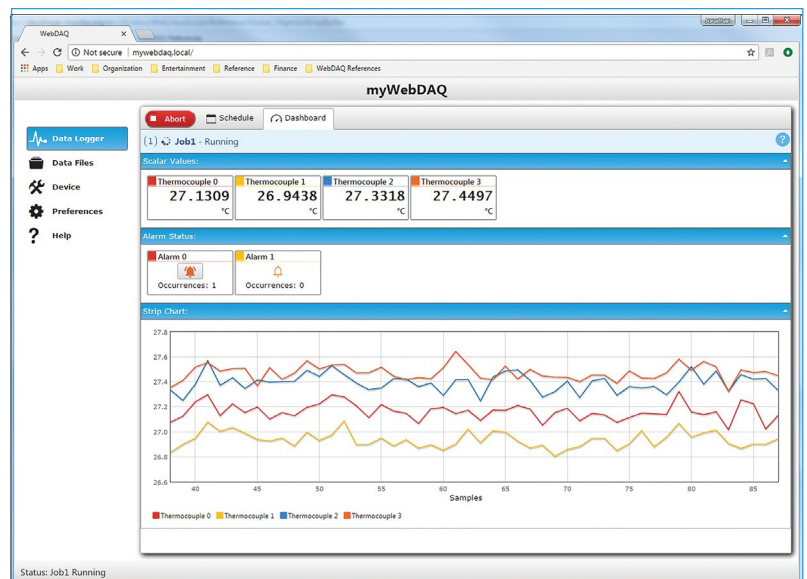 WebDAQ
Jonathan
Not secure | mywebdaq.local/
Apps Work Organization Entertainment Reference Finance WebDAQ References
myWebDAQ
Abort Schedule Dashboard
(1) Job1 - Running ?
Data Logger
Data Files
Device
Preferences
? Help
Scalar Values:
Thermocouple 0 Thermocouple 1 Thermocouple 2 Thermocouple 3
27.1309 26.9438 27.3318 27.4497
°C °C °C °C
Alarm Status:
Alarm 0 Alarm 1
Occurrences: 1 Occurrences: 0
Strip Chart:
27.8
27.6
27.4
27.2
27.0
26.8
26.6
40 45 50 55 60 65 70 75 80 85
Samples
Thermocouple 0 Thermocouple 1 Thermocouple 2 Thermocouple 3
Status: Job1 Running